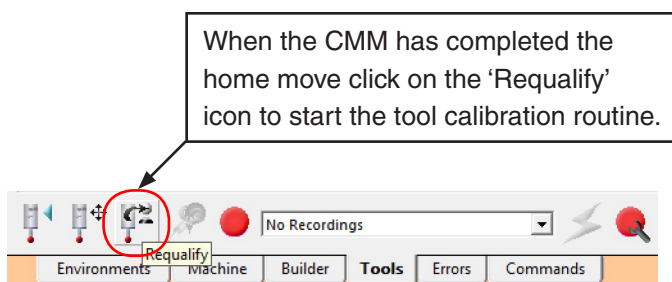 When the CMM has completed the
home move click on the ‘Requalify’
icon to start the tool calibration routine.
No Recordings
Requalify
Environments Machine Builder Tools Errors Commands